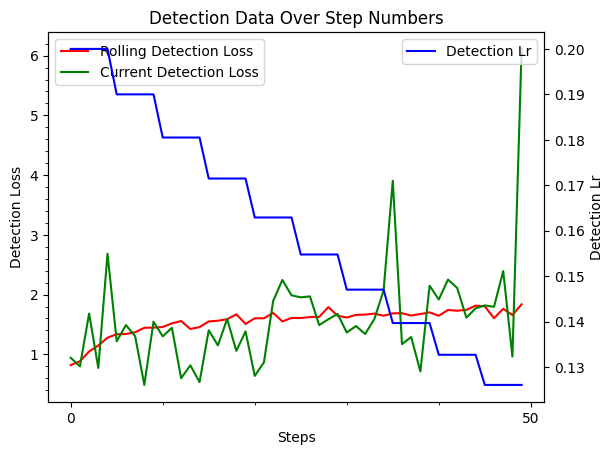 Detection Data Over Step Numbers
Rolling Detection Loss
Current Detection Loss
Detection Lr
Detection Loss
6
5
4
3
2
1
0.20
0.19
0.18
0.17
0.16
0.15
0.14
0.13
Detection Lr
0
50
Steps